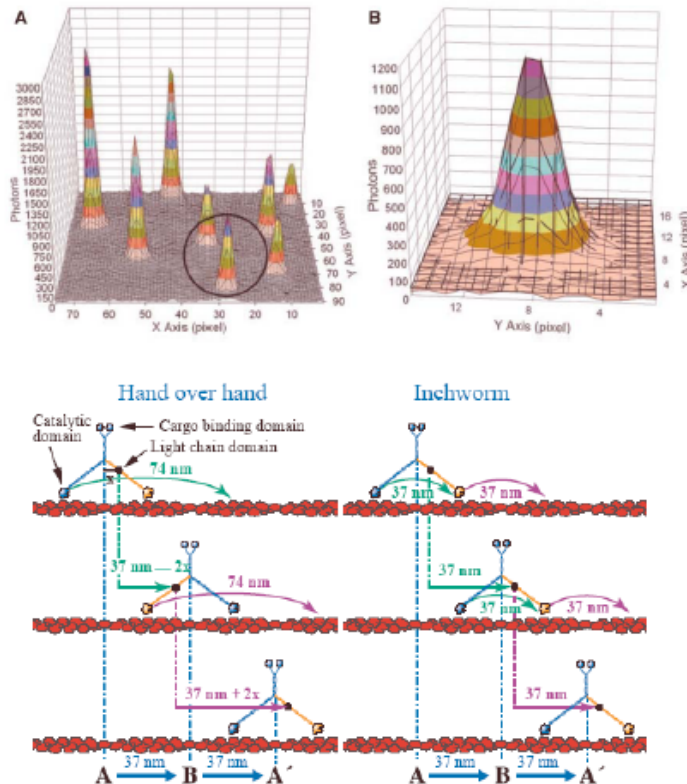 A
3000
2850
2700
2550
2400
2250
2100
1950
1800
1650
1500
1350
1200
1050
900
750
600
450
300
150
Photons
0
70
60
50
40
30
20
10
X Axis (pixel)
10
20
30
40
50
60
70
80
90
Y Axis (pixel)
B
1200
1100
1000
900
800
700
600
500
400
300
200
100
0
Photons
12
8
4
Y Axis (pixel)
16
12
8
4
X Axis (pixel)
Hand over hand
Catalytic
domain
Cargo binding domain
Light chain domain
x
74 nm
37 nm — 2x
74 nm
37 nm + 2x
37 nm
37 nm
A
B
A´
Inchworm
37 nm
37 nm
37 nm
37 nm
37 nm
37 nm
37 nm
37 nm
A
B
A´